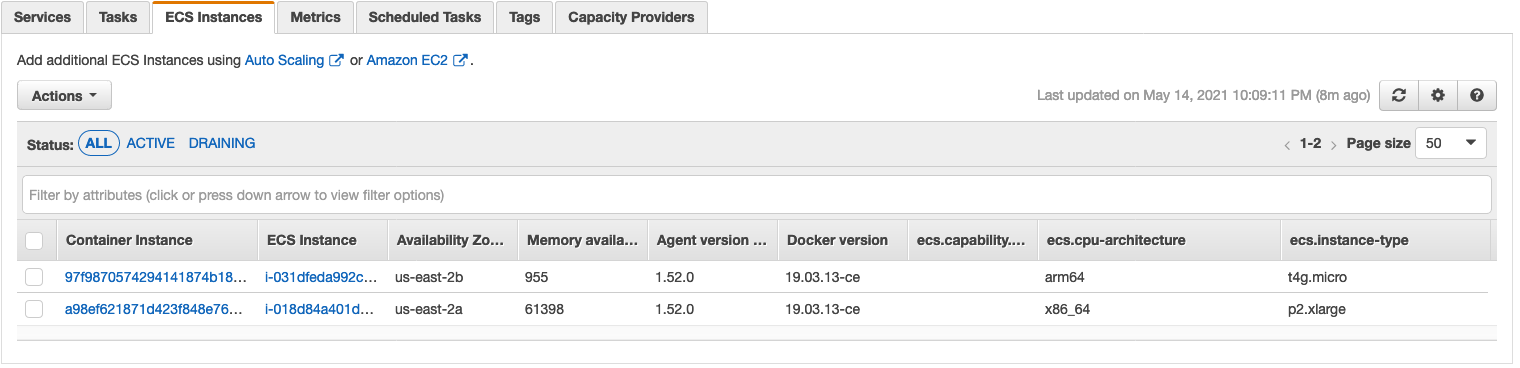 Services Tasks ECS Instances Metrics Scheduled Tasks Tags Capacity Providers
Add additional ECS Instances using Auto Scaling or Amazon EC2 .
Actions Last updated on May 14, 2021 10:09:11 PM (8m ago)
Status: ALL ACTIVE DRAINING 1-2 Page size 50
Filter by attributes (click or press down arrow to view filter options)
Container Instance ECS Instance Availability Zo... Memory availa... Agent version ... Docker version ecs.capability.... ecs.cpu-architecture ecs.instance-type
97f9870574294141874b18... i-031dfeda992c... us-east-2b 955 1.52.0 19.03.13-ce arm64 t4g.micro
a98ef621871d423f848e76... i-018d84a401d... us-east-2a 61398 1.52.0 19.03.13-ce x86_64 p2.xlarge